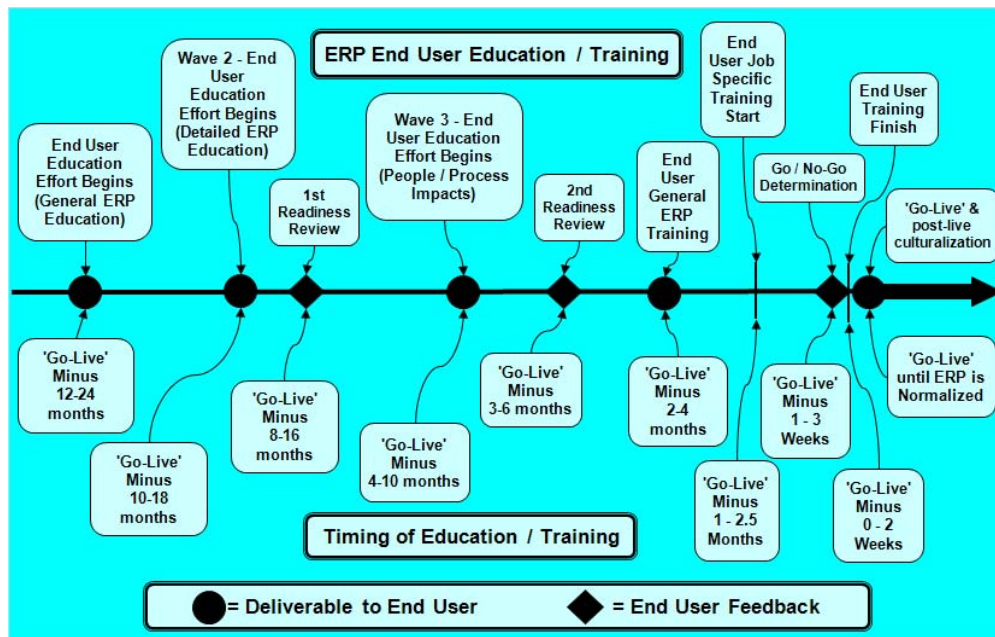 ERP End User Education / Training
End User
Education
Effort Begins
(General ERP
Education)
Wave 2 - End
User
Education
Effort Begins
(Detailed ERP
Education)
1st
Readiness
Review
Wave 3 - End
User Education
Effort Begins
(People / Process
Impacts)
2nd
Readiness
Review
End
User
General
ERP
Training
End
User Job
Specific
Training
Start
Go / No-Go
Determination
End User
Training
Finish
'Go-Live' &
post-live
culturalization
'Go-Live'
Minus
12-24
months
'Go-Live'
Minus
10-18
months
'Go-Live'
Minus
8-16
months
'Go-Live'
Minus
4-10 months
'Go-Live'
Minus
3-6 months
'Go-Live'
Minus
2-4
months
'Go-Live'
Minus
1 - 2.5
Months
'Go-Live'
Minus
1 - 3
Weeks
'Go-Live'
Minus
0 - 2
Weeks
'Go-Live'
until ERP is
Normalized
Timing of Education / Training
= Deliverable to End User
= End User Feedback